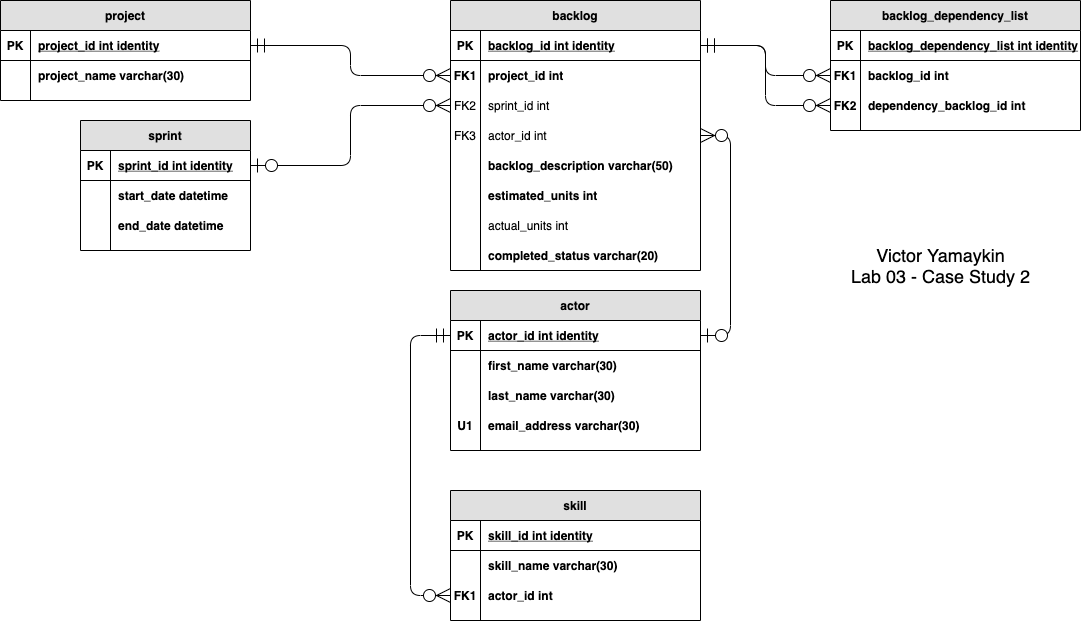 project
PK project_id int identity
project_name varchar(30)
sprint
PK sprint_id int identity
start_date datetime
end_date datetime
backlog
PK backlog_id int identity
FK1 project_id int
FK2 sprint_id int
FK3 actor_id int
backlog_description varchar(50)
estimated_units int
actual_units int
completed_status varchar(20)
backlog_dependency_list
PK backlog_dependency_list int identity
FK1 backlog_id int
FK2 dependency_backlog_id int
Victor Yamaykin
Lab 03 - Case Study 2
actor
PK actor_id int identity
first_name varchar(30)
last_name varchar(30)
U1 email_address varchar(30)
skill
PK skill_id int identity
skill_name varchar(30)
FK1 actor_id int